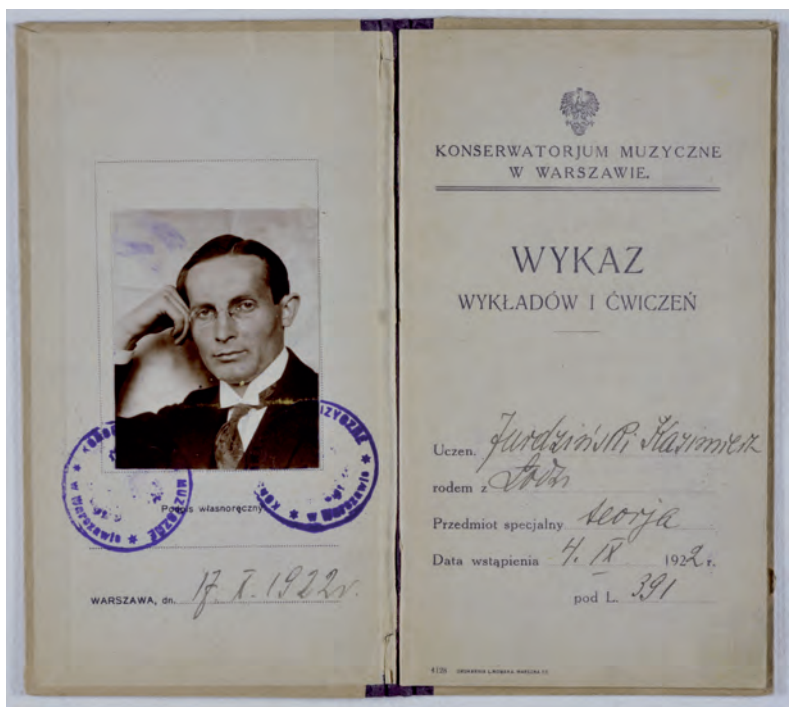 Podpis własnoręczny
WARSZAWA, dn. 17. X. 1922 r.
KONSERWATORJUM MUZYCZNE
W WARSZAWIE.
WYKAZ
WYKŁADÓW I ĆWICZEŃ
Uczen. Jurdziński Kazimierz
rodem z Łodzi
Przedmiot specjalny teorja
Data wstąpienia 4. IX 1922 r.
pod L. 391